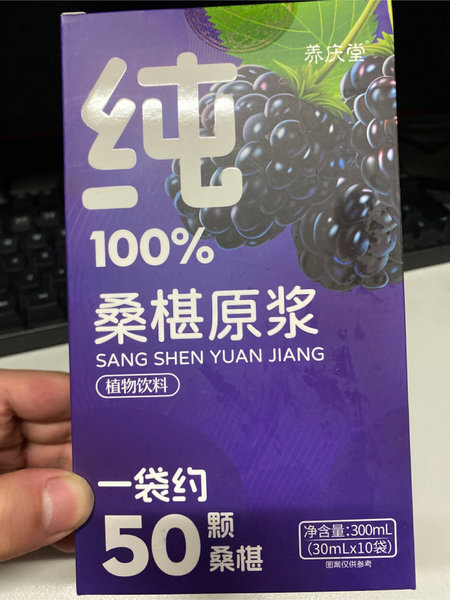 养庆堂
纯
100%
桑椹原浆
SANG SHEN YUAN JIANG
植物饮料
一袋约
50颗
桑椹
净含量:300mL
(30mLx10袋)
图案仅供参考